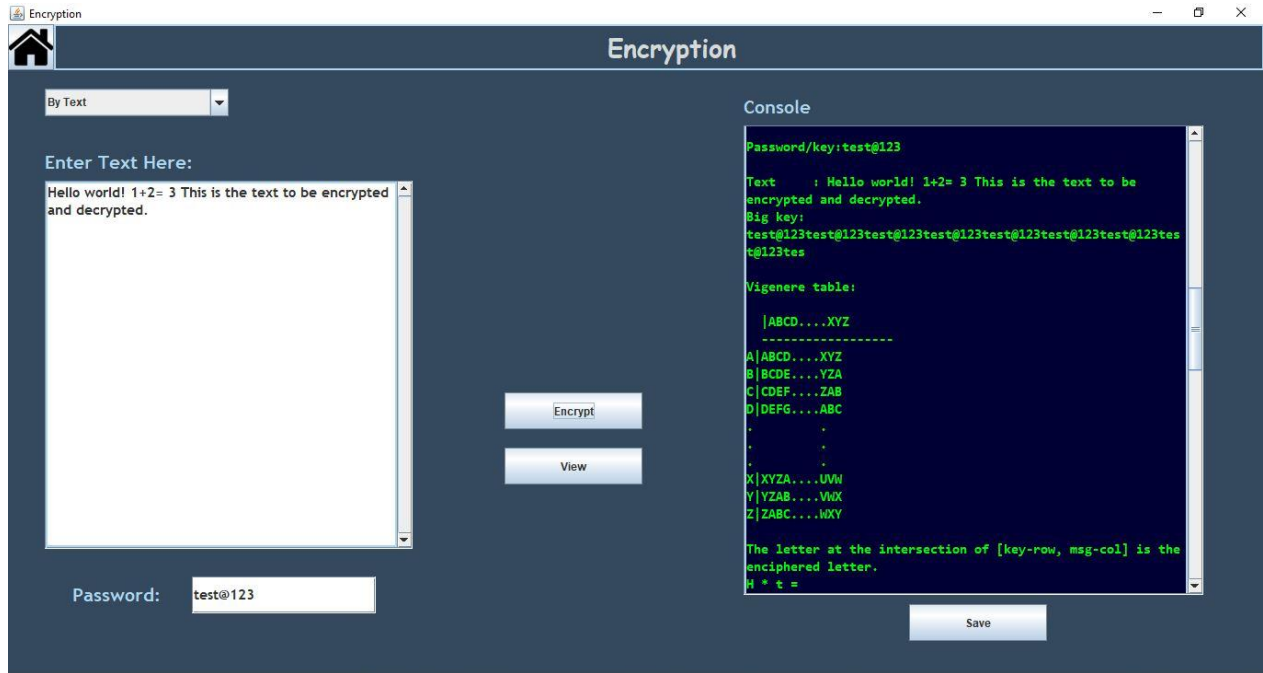 Encryption
Encryption
By Text
Enter Text Here:
Hello world! 1+2= 3 This is the text to be encrypted
and decrypted.
Password:
test@123
Encrypt
View
Console
Password/key:test@123
Text     : Hello world! 1+2= 3 This is the text to be
encrypted and decrypted.
Big key:
test@123test@123test@123test@123test@123test@123test@123tes
t@123tes
Vigenere table:
  |ABCD....XYZ
  ------------------
A|ABCD....XYZ
B|BCDE....YZA
C|CDEF....ZAB
D|DEFG....ABC
.         .
.         .
.         .
X|XYZA....UVW
Y|YZAB....VWX
Z|ZABC....WXY
The letter at the intersection of [key-row, msg-col] is the
enciphered letter.
H * t =
Save